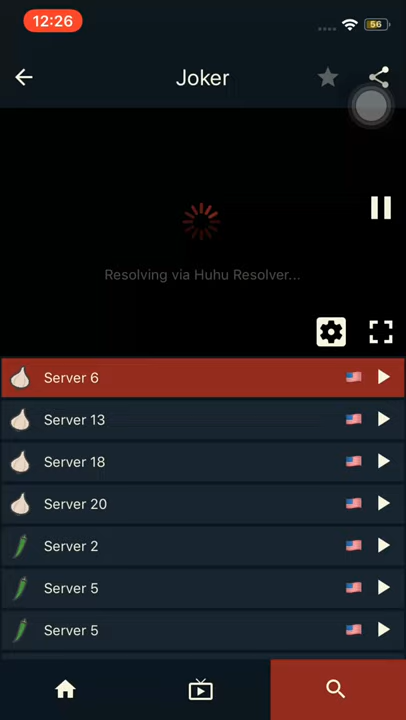 12:26
56
Joker
Resolving via Huhu Resolver...
Server 6
Server 13
Server 18
Server 20
Server 2
Server 5
Server 5